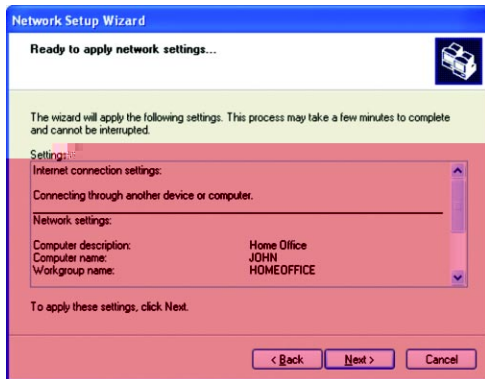 Network Setup Wizard
Ready to apply network settings...
The wizard will apply the following settings. This process may take a few minutes to complete
and cannot be interrupted.
Settings:
Internet connection settings:
Connecting through another device or computer.
Network settings:
Computer description: Home Office
Computer name: JOHN
Workgroup name: HOMEOFFICE
To apply these settings, click Next.
< Back Next > Cancel